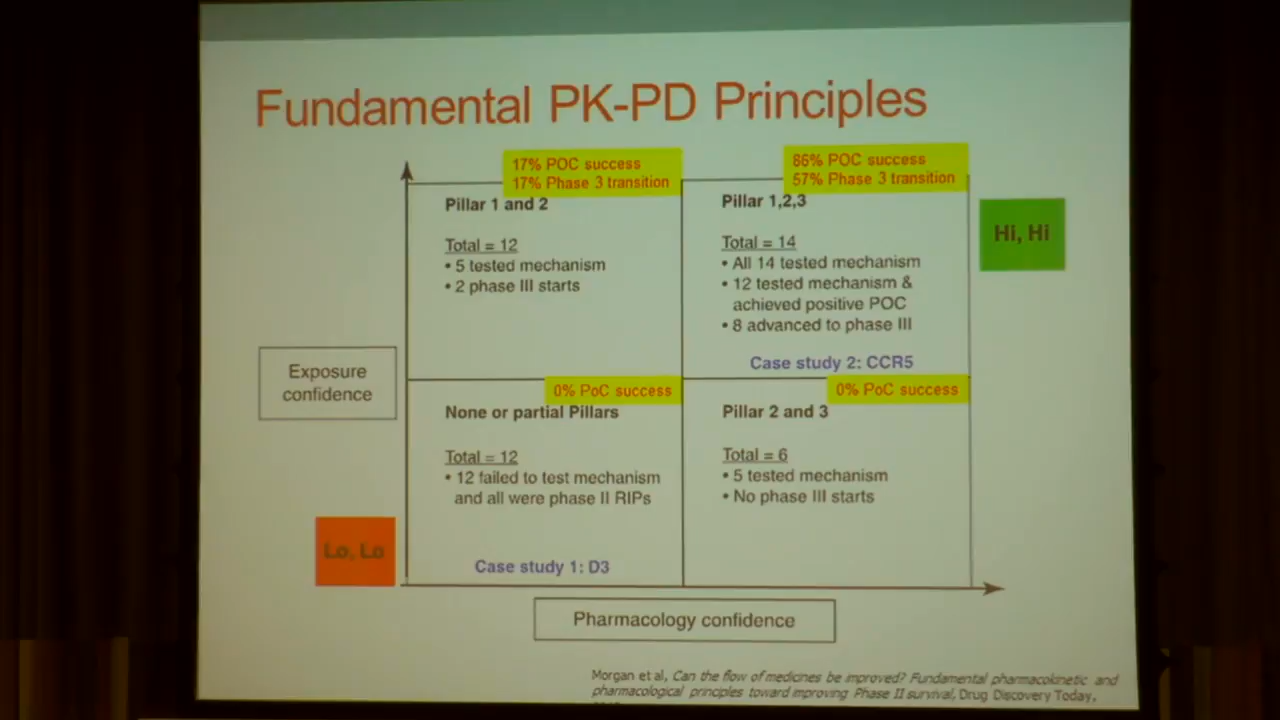 Fundamental PK-PD Principles
17% POC success
17% Phase 3 transition
Pillar 1 and 2
Total = 12
• 5 tested mechanism
• 2 phase III starts
86% POC success
57% Phase 3 transition
Pillar 1,2,3
Total = 14
• All 14 tested mechanism
• 12 tested mechanism &
achieved positive POC
• 8 advanced to phase III
Case study 2: CCR5
Hi, Hi
Exposure
confidence
0% PoC success
None or partial Pillars
Total = 12
• 12 failed to test mechanism
and all were phase II RIPs
Case study 1: D3
0% PoC success
Pillar 2 and 3
Total = 6
• 5 tested mechanism
• No phase III starts
Lo, Lo
Pharmacology confidence
Morgan et al, Can the flow of medicines be improved? Fundamental pharmacokinetic and
pharmacological principles toward improving Phase II survival, Drug Discovery Today,